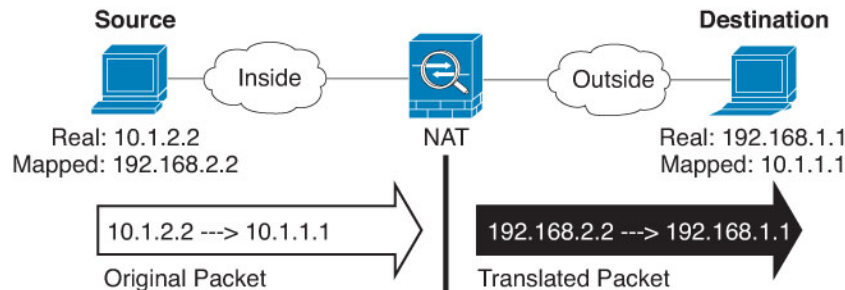 Source
Destination
Inside
Outside
Real: 10.1.2.2
Mapped: 192.168.2.2
NAT
Real: 192.168.1.1
Mapped: 10.1.1.1
10.1.2.2 ---> 10.1.1.1
192.168.2.2 ---> 192.168.1.1
Original Packet
Translated Packet